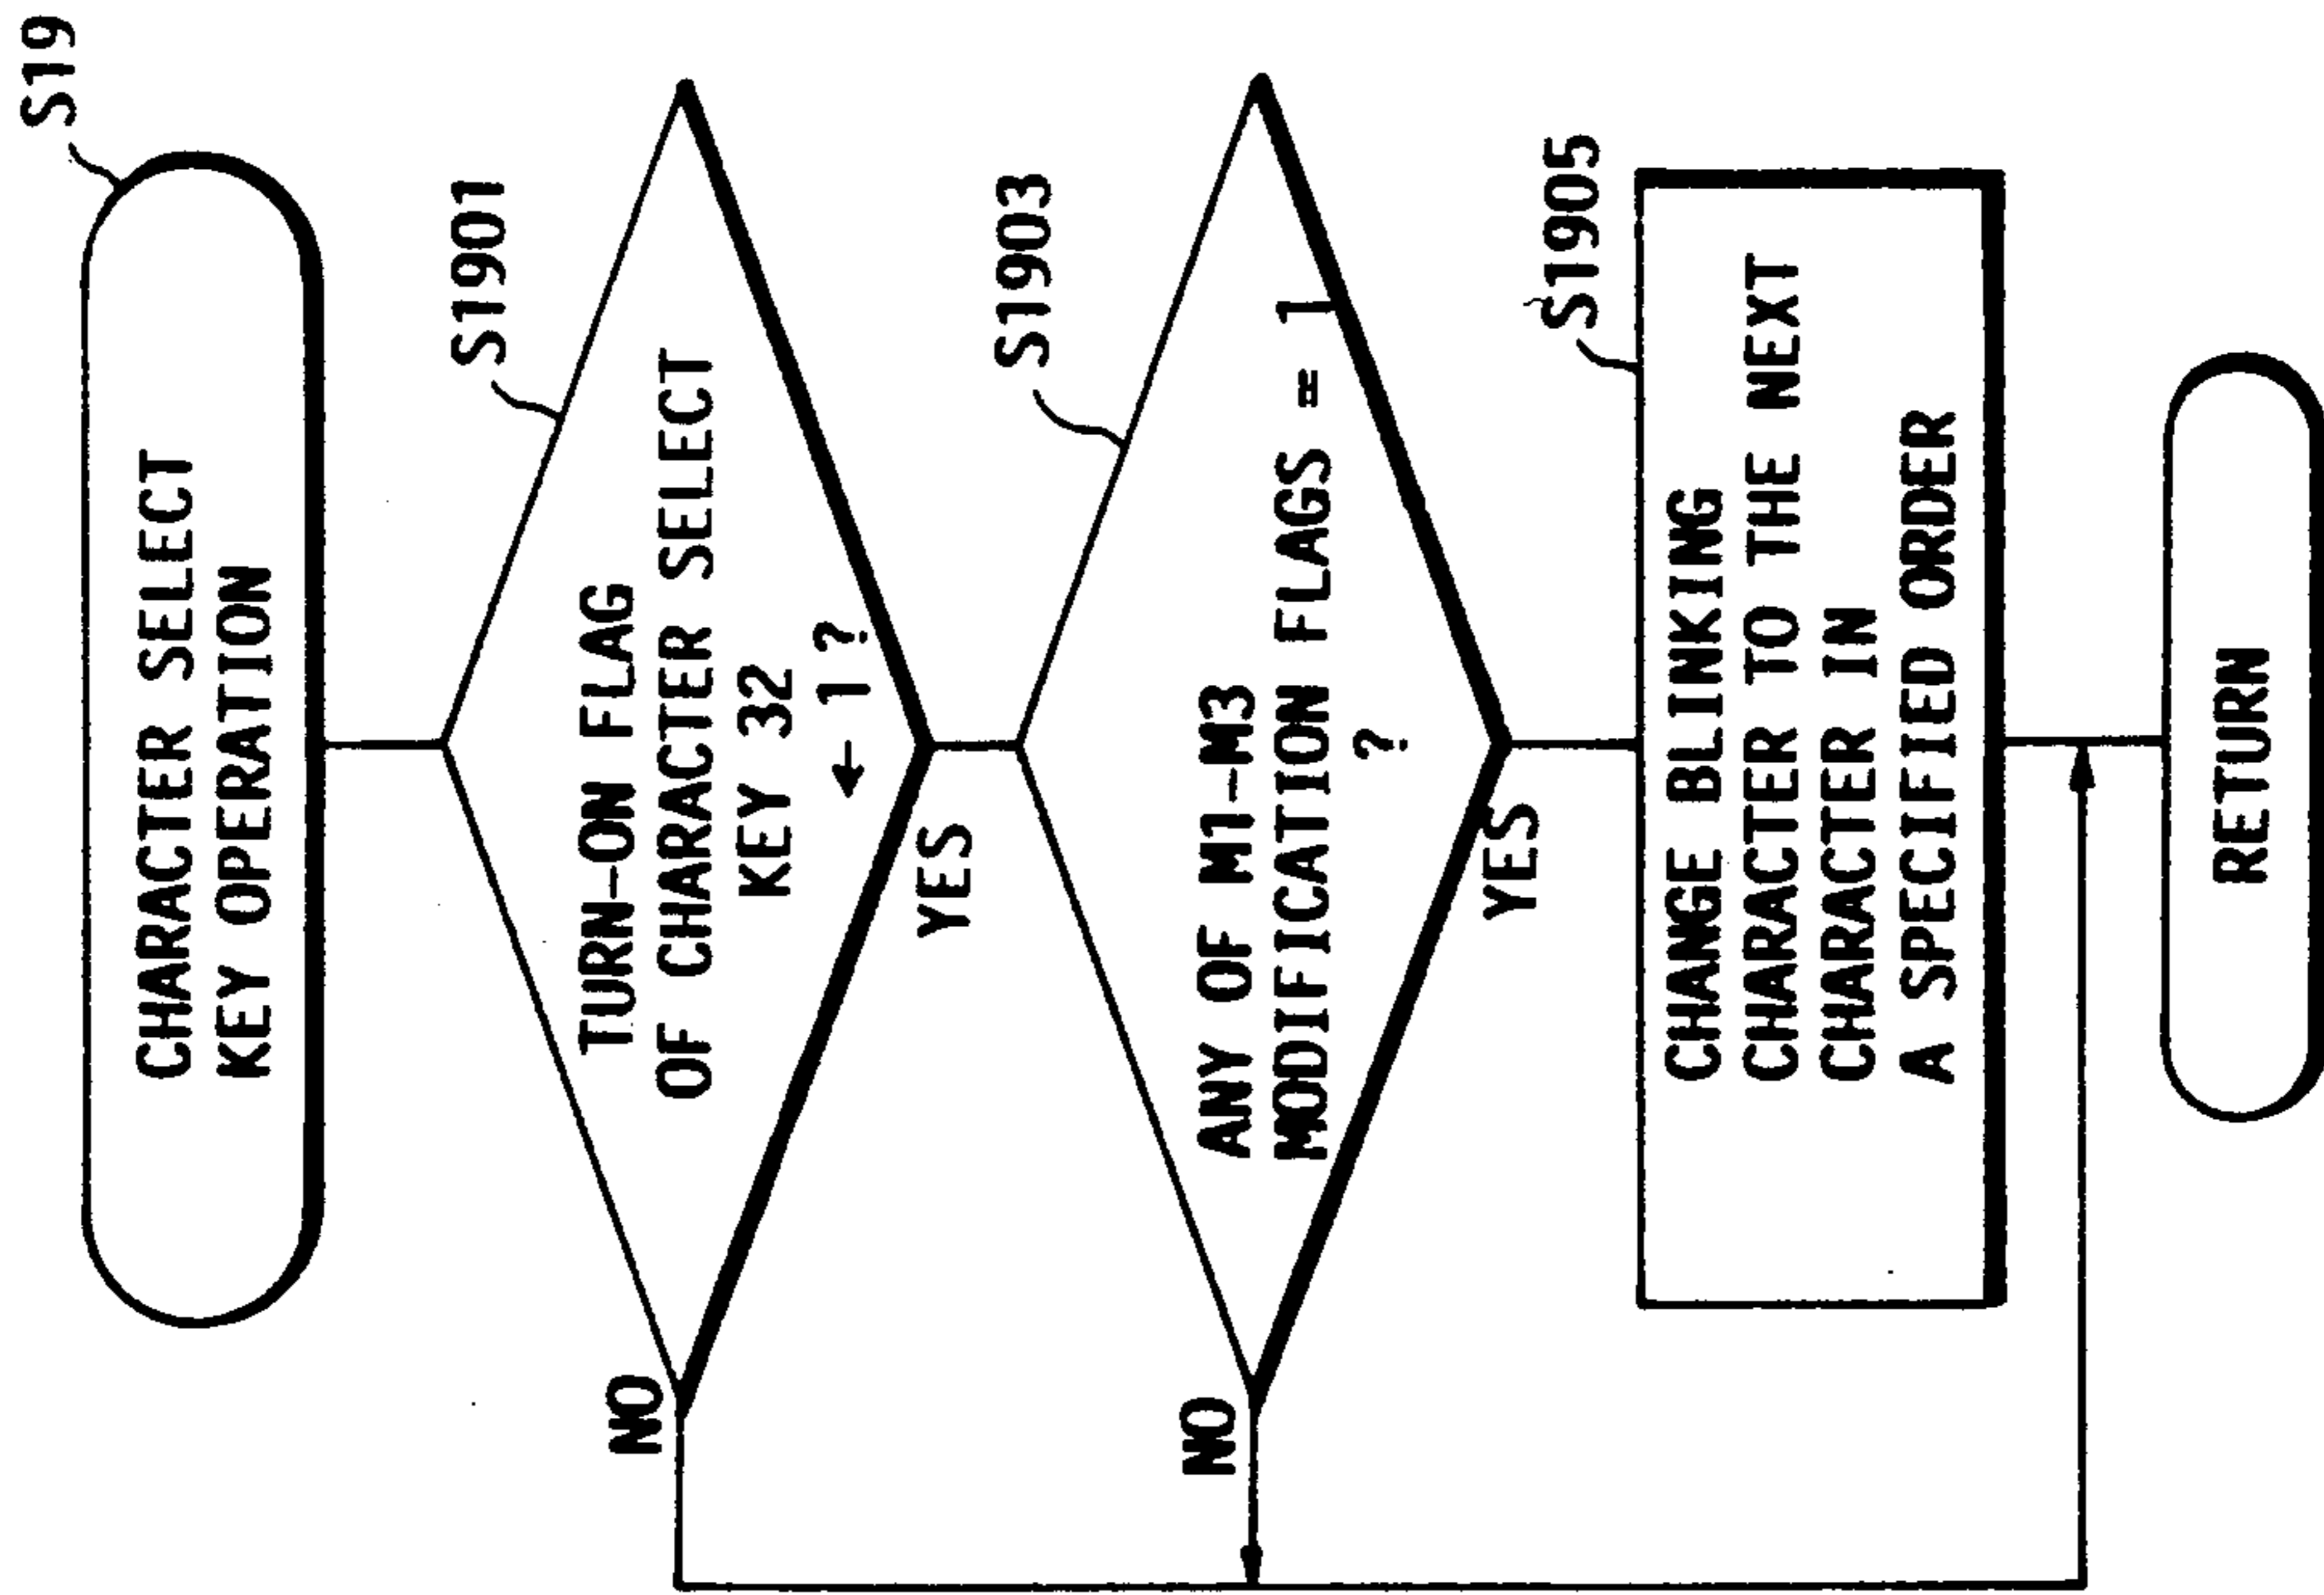 S19
CHARACTER SELECT
KEY OPERATION
S1901
TURN-ON FLAG
OF CHARACTER SELECT
KEY 32
← 1 ?
NO
YES
S1903
ANY OF M1-M3
MODIFICATION FLAGS = 1
?
NO
YES
S1905
CHANGE BLINKING
CHARACTER TO THE NEXT
CHARACTER IN
A SPECIFIED ORDER
RETURN